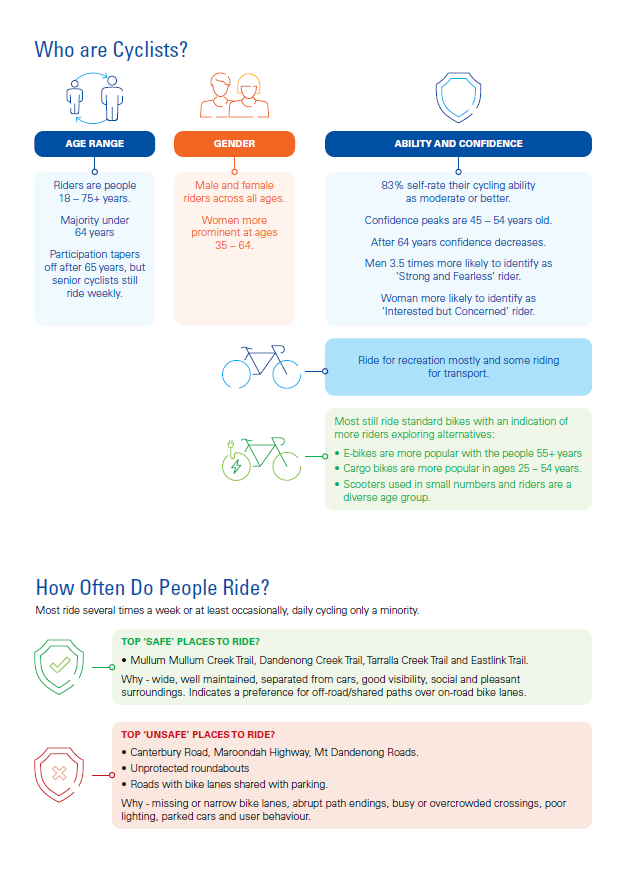 Who are Cyclists?
AGE RANGE
Riders are people
18 – 75+ years.
Majority under
64 years
Participation tapers
off after 65 years, but
senior cyclists still
ride weekly.
GENDER
Male and female
riders across all ages.
Women more
prominent at ages
35 – 64.
ABILITY AND CONFIDENCE
83% self-rate their cycling ability
as moderate or better.
Confidence peaks are 45 – 54 years old.
After 64 years confidence decreases.
Men 3.5 times more likely to identify as
‘Strong and Fearless’ rider.
Woman more likely to identify as
‘Interested but Concerned’ rider.
Ride for recreation mostly and some riding
for transport.
Most still ride standard bikes with an indication of
more riders exploring alternatives:
• E-bikes are more popular with the people 55+ years
• Cargo bikes are more popular in ages 25 – 54 years.
• Scooters used in small numbers and riders are a
diverse age group.
How Often Do People Ride?
Most ride several times a week or at least occasionally, daily cycling only a minority.
TOP ‘SAFE’ PLACES TO RIDE?
• Mullum Mullum Creek Trail, Dandenong Creek Trail, Tarralla Creek Trail and Eastlink Trail.
Why - wide, well maintained, separated from cars, good visibility, social and pleasant
surroundings. Indicates a preference for off-road/shared paths over on-road bike lanes.
TOP ‘UNSAFE’ PLACES TO RIDE?
• Canterbury Road, Maroondah Highway, Mt Dandenong Roads.
• Unprotected roundabouts
• Roads with bike lanes shared with parking.
Why - missing or narrow bike lanes, abrupt path endings, busy or overcrowded crossings, poor
lighting, parked cars and user behaviour.